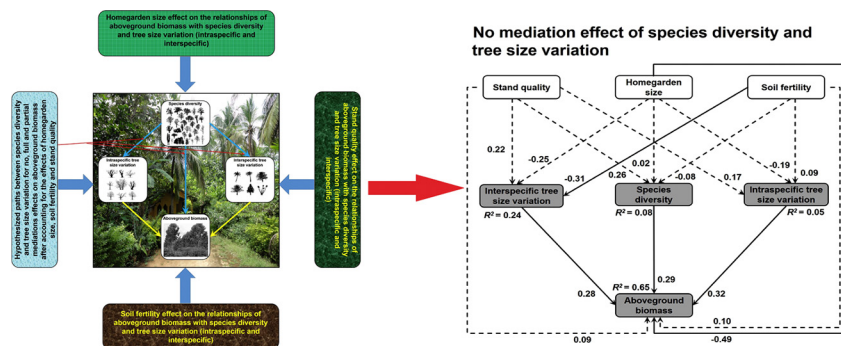 Homegarden size effect on the relationships of
aboveground biomass with species diversity
and tree size variation (intraspecific and
interspecific)
Hypothesized paths between species diversity
and tree size variation for no, full and partial
mediations effects on aboveground biomass
after accounting for the effects of homegarden
size, soil fertility and stand quality
Species diversity
Intraspecific tree
size variation
Interspecific tree
size variation
Aboveground biomass
Stand quality effect on the relationships of
aboveground biomass with species diversity
and tree size variation (intraspecific and
interspecific)
Soil fertility effect on the relationships of
aboveground biomass with species diversity
and tree size variation (Intraspecific and
interspecific)
No mediation effect of species diversity and
tree size variation
Stand quality
Homegarden
size
Soil fertility
0.22
-0.25
-0.31
0.26
0.02
-0.08
0.17
-0.19
0.09
Interspecific tree
size variation
Species
diversity
Intraspecific tree
size variation
R² = 0.24
R² = 0.08
R² = 0.05
0.28
R² = 0.65
0.29
0.32
Aboveground
biomass
0.09
0.10
-0.49